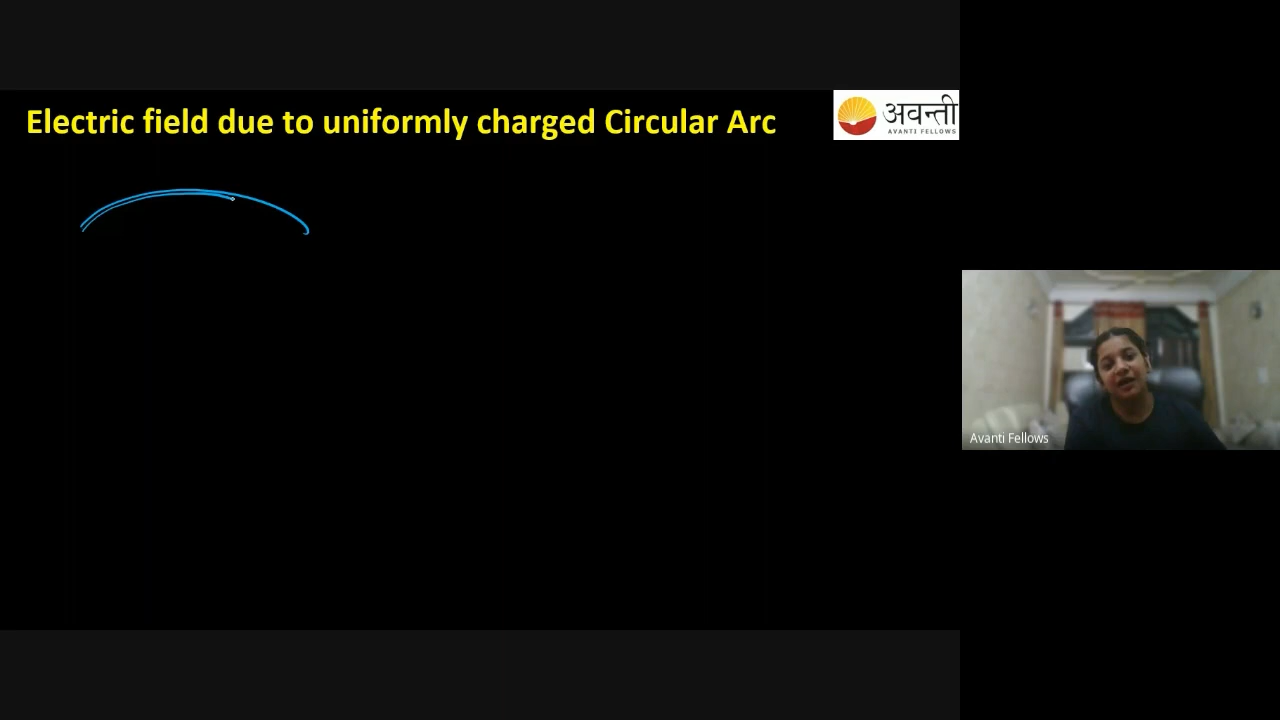 Electric field due to uniformly charged Circular Arc
अवन्ती
AVANTI FELLOWS
Avanti Fellows